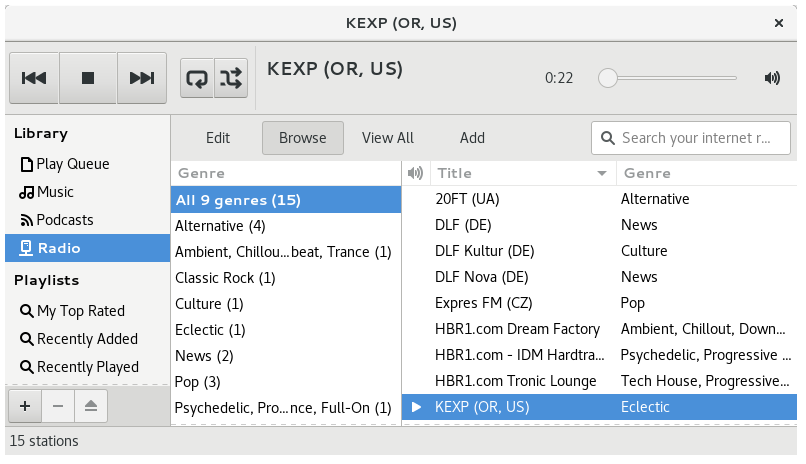 KEXP (OR, US)
KEXP (OR, US)
0:22
Library
Play Queue
Music
Podcasts
Radio
Playlists
My Top Rated
Recently Added
Recently Played
Edit
Browse
View All
Add
Search your internet r...
Genre
All 9 genres (15)
Alternative (4)
Ambient, Chillou...beat, Trance (1)
Classic Rock (1)
Culture (1)
Eclectic (1)
News (2)
Pop (3)
Psychedelic, Pro...nce, Full-On (1)
Title Genre
20FT (UA) Alternative
DLF (DE) News
DLF Kultur (DE) Culture
DLF Nova (DE) News
Expres FM (CZ) Pop
HBR1.com Dream Factory Ambient, Chillout, Down...
HBR1.com - IDM Hardtra... Psychedelic, Progressive ...
HBR1.com Tronic Lounge Tech House, Progressive...
KEXP (OR, US) Eclectic
15 stations